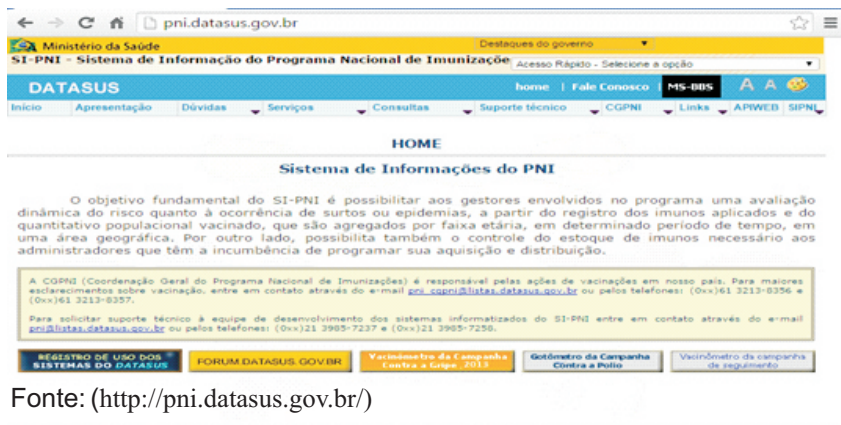 pni.datasus.gov.br
Ministério da Saúde
Destaques do governo
SI-PNI - Sistema de Informação do Programa Nacional de Imunizaçõe
Acesso Rápido - Selecione a opção
DATASUS
home | Fale Conosco | MS-BBS A A
Início Apresentação Dúvidas Serviços Consultas Suporte técnico CGPNI Links APIWEB SIPNI
HOME
Sistema de Informações do PNI
O objetivo fundamental do SI-PNI é possibilitar aos gestores envolvidos no programa uma avaliação
dinâmica do risco quanto à ocorrência de surtos ou epidemias, a partir do registro dos imunos aplicados e do
quantitativo populacional vacinado, que são agregados por faixa etária, em determinado período de tempo, em
uma área geográfica. Por outro lado, possibilita também o controle do estoque de imunos necessário aos
administradores que têm a incumbência de programar sua aquisição e distribuição.
A CGPNI (Coordenação Geral do Programa Nacional de Imunizações) é responsável pelas ações de vacinações em nosso país. Para maiores
esclarecimentos sobre vacinação, entre em contato através do e-mail pni_cgpni@listas.datasus.gov.br ou pelos telefones: (0xx)61 3213-8356 e
(0xx)61 3213-8357.
Para solicitar suporte técnico à equipe de desenvolvimento dos sistemas informatizados do SI-PNI entre em contato através do e-mail
pni@listas.datasus.gov.br ou pelos telefones: (0xx)21 3985-7237 e (0xx)21 3985-7258.
REGISTRO DE USO DOS
SISTEMAS DO DATASUS
FORUM.DATASUS.GOV.BR
Vacinômetro da Campanha
Contra a Gripe 2013
Gotômetro da Campanha
Contra a Polio
Vacinômetro da campanha
de seguimento
Fonte: (http://pni.datasus.gov.br/)